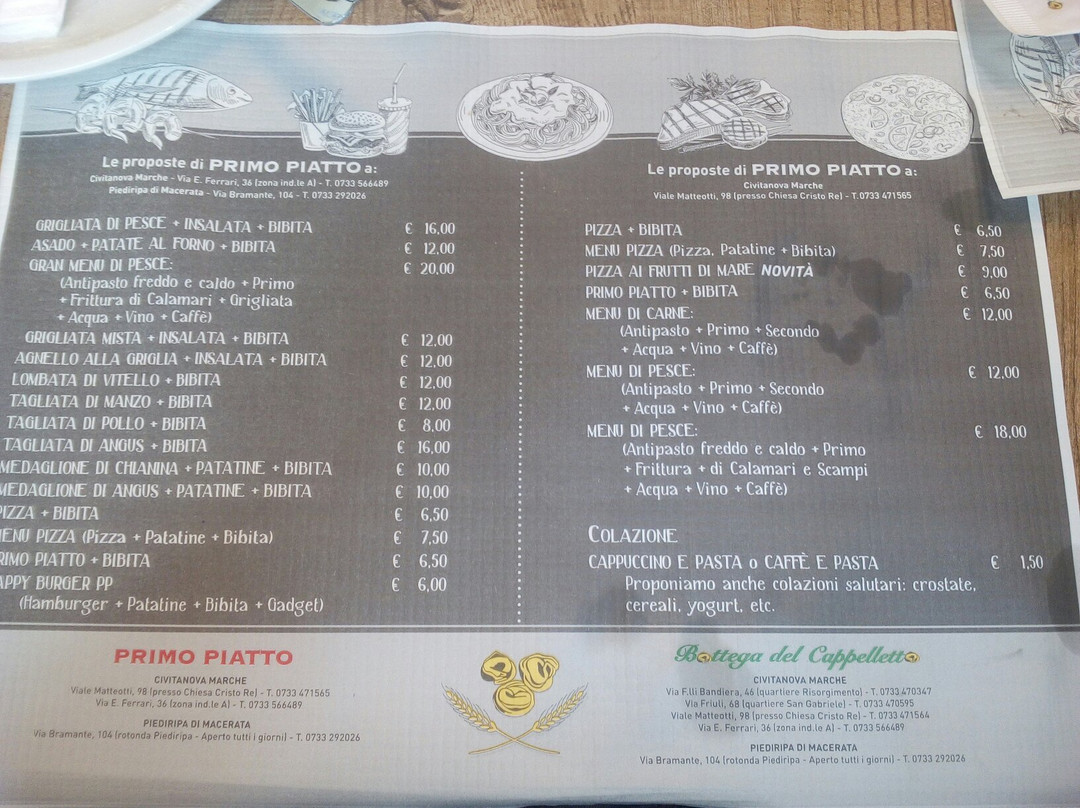 Le proposte di PRIMO PIATTO a:
Civitanova Marche - Via E. Ferrari, 36 (zona ind.le A) - T. 0733 566489
Piediripa di Macerata - Via Bramante, 104 - T. 0733 292026
GRIGLIATA DI PESCE + INSALATA + BIBITA € 16,00
ASADO + PATATE AL FORNO + BIBITA € 12,00
GRAN MENU DI PESCE: € 20,00
(Antipasto freddo e caldo + Primo
+ Frittura di Calamari + Grigliata
+ Acqua + Vino + Caffè)
GRIGLIATA MISTA + INSALATA + BIBITA € 12,00
AGNELLO ALLA GRIGLIA + INSALATA + BIBITA € 12,00
LOMBATA DI VITELLO + BIBITA € 12,00
TAGLIATA DI MANZO + BIBITA € 12,00
TAGLIATA DI POLLO + BIBITA € 8,00
TAGLIATA DI ANGUS + BIBITA € 16,00
MEDAGLIONE DI CHIANINA + PATATINE + BIBITA € 10,00
MEDAGLIONE DI ANGUS + PATATINE + BIBITA € 10,00
PIZZA + BIBITA € 6,50
MENU PIZZA (Pizza + Patatine + Bibita) € 7,50
RIMO PIATTO + BIBITA € 6,50
APPY BURGER PP € 6,00
(Hamburger + Patatine + Bibita + Gadget)
Le proposte di PRIMO PIATTO a:
Civitanova Marche
Viale Matteotti, 98 (presso Chiesa Cristo Re) - T.0733 471565
PIZZA + BIBITA € 6,50
MENU PIZZA (Pizza, Patatine + Bibita) € 7,50
PIZZA AI FRUTTI DI MARE NOVITÀ € 9,00
PRIMO PIATTO + BIBITA € 6,50
MENU DI CARNE: € 12,00
(Antipasto + Primo + Secondo
+ Acqua + Vino + Caffè)
MENU DI PESCE: € 12,00
(Antipasto + Primo + Secondo
+ Acqua + Vino + Caffè)
MENU DI PESCE: € 18,00
(Antipasto freddo e caldo + Primo
+ Frittura + di Calamari e Scampi
+ Acqua + Vino + Caffè)
COLAZIONE
CAPPUCCINO E PASTA o CAFFÈ E PASTA € 1,50
Proponiamo anche colazioni salutari: crostate,
cereali, yogurt, etc.
PRIMO PIATTO
CIVITANOVA MARCHE
Viale Matteotti, 98 (presso Chiesa Cristo Re) - T. 0733 471565
Via E. Ferrari, 36 (zona ind.le A) - T. 0733 566489
PIEDIRIPA DI MACERATA
Via Bramante, 104 (rotonda Piediripa - Aperto tutti i giorni) - T. 0733 292026
Bottega del Cappelletto
CIVITANOVA MARCHE
Via F.lli Bandiera, 46 (quartiere Risorgimento) - T. 0733 470347
Via Friuli, 68 (quartiere San Gabriele) - T. 0733 470595
Viale Matteotti, 98 (presso Chiesa Cristo Re) - T. 0733 471564
Via E. Ferrari, 36 (zona ind.le A) - T. 0733 566489
PIEDIRIPA DI MACERATA
Via Bramante, 104 (rotonda Piediripa - Aperto tutti i giorni) - T. 0733 292026